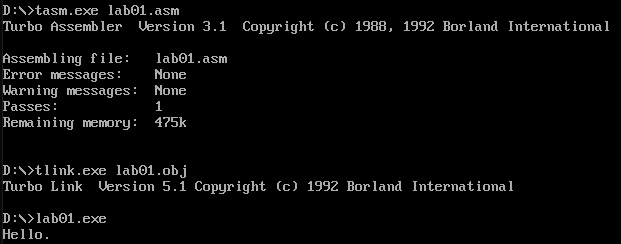 D:\>tasm.exe lab01.asm
Turbo Assembler  Version 3.1  Copyright (c) 1988, 1992 Borland International
Assembling file:   lab01.asm
Error messages:    None
Warning messages:  None
Passes:            1
Remaining memory:  475k
D:\>tlink.exe lab01.obj
Turbo Link  Version 5.1 Copyright (c) 1992 Borland International
D:\>lab01.exe
Hello.